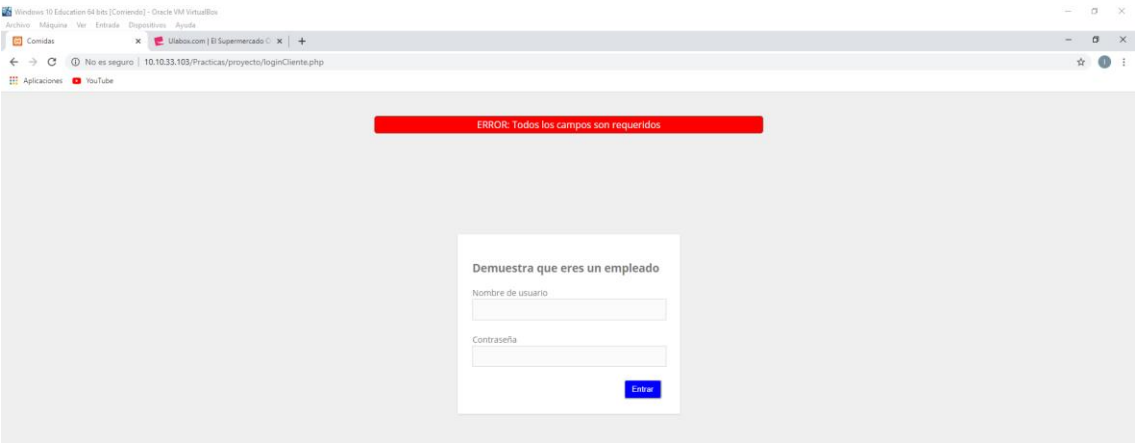 Windows 10 Education 64 bits [Corriendo] - Oracle VM VirtualBox
Archivo Máquina Ver Entrada Dispositivos Ayuda
Comidas
Ulabox.com | El Supermercado O
No es seguro | 10.10.33.103/Practicas/proyecto/loginCliente.php
Aplicaciones YouTube
ERROR: Todos los campos son requeridos
Demuestra que eres un empleado
Nombre de usuario
Contraseña
Entrar